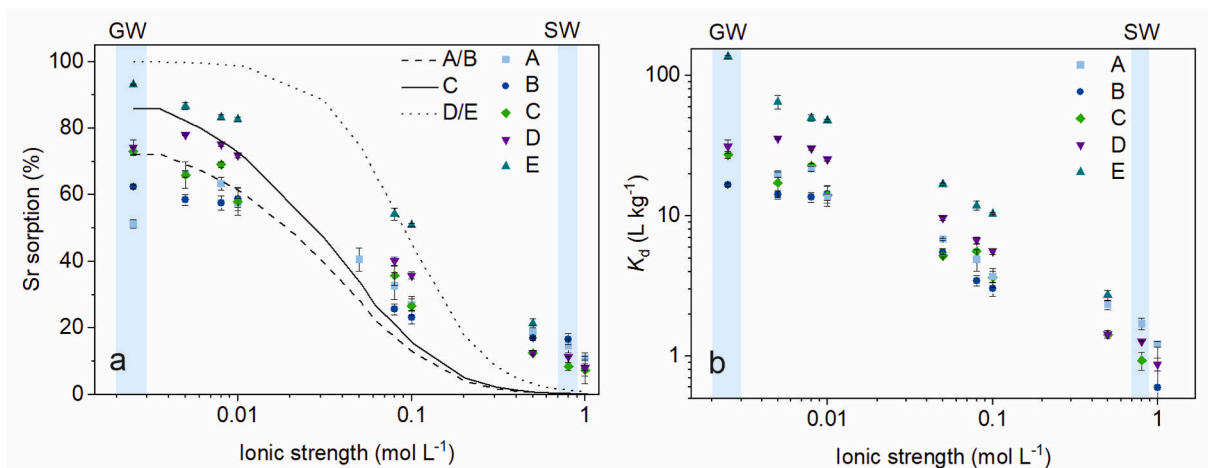 GW
SW
100
80
60
40
20
0
Sr sorption (%)
A/B
C
D/E
A
B
C
D
E
a
0.01
0.1
1
Ionic strength (mol L⁻¹)
GW
SW
100
10
1
K_d (L kg⁻¹)
A
B
C
D
E
b
0.01
0.1
1
Ionic strength (mol L⁻¹)